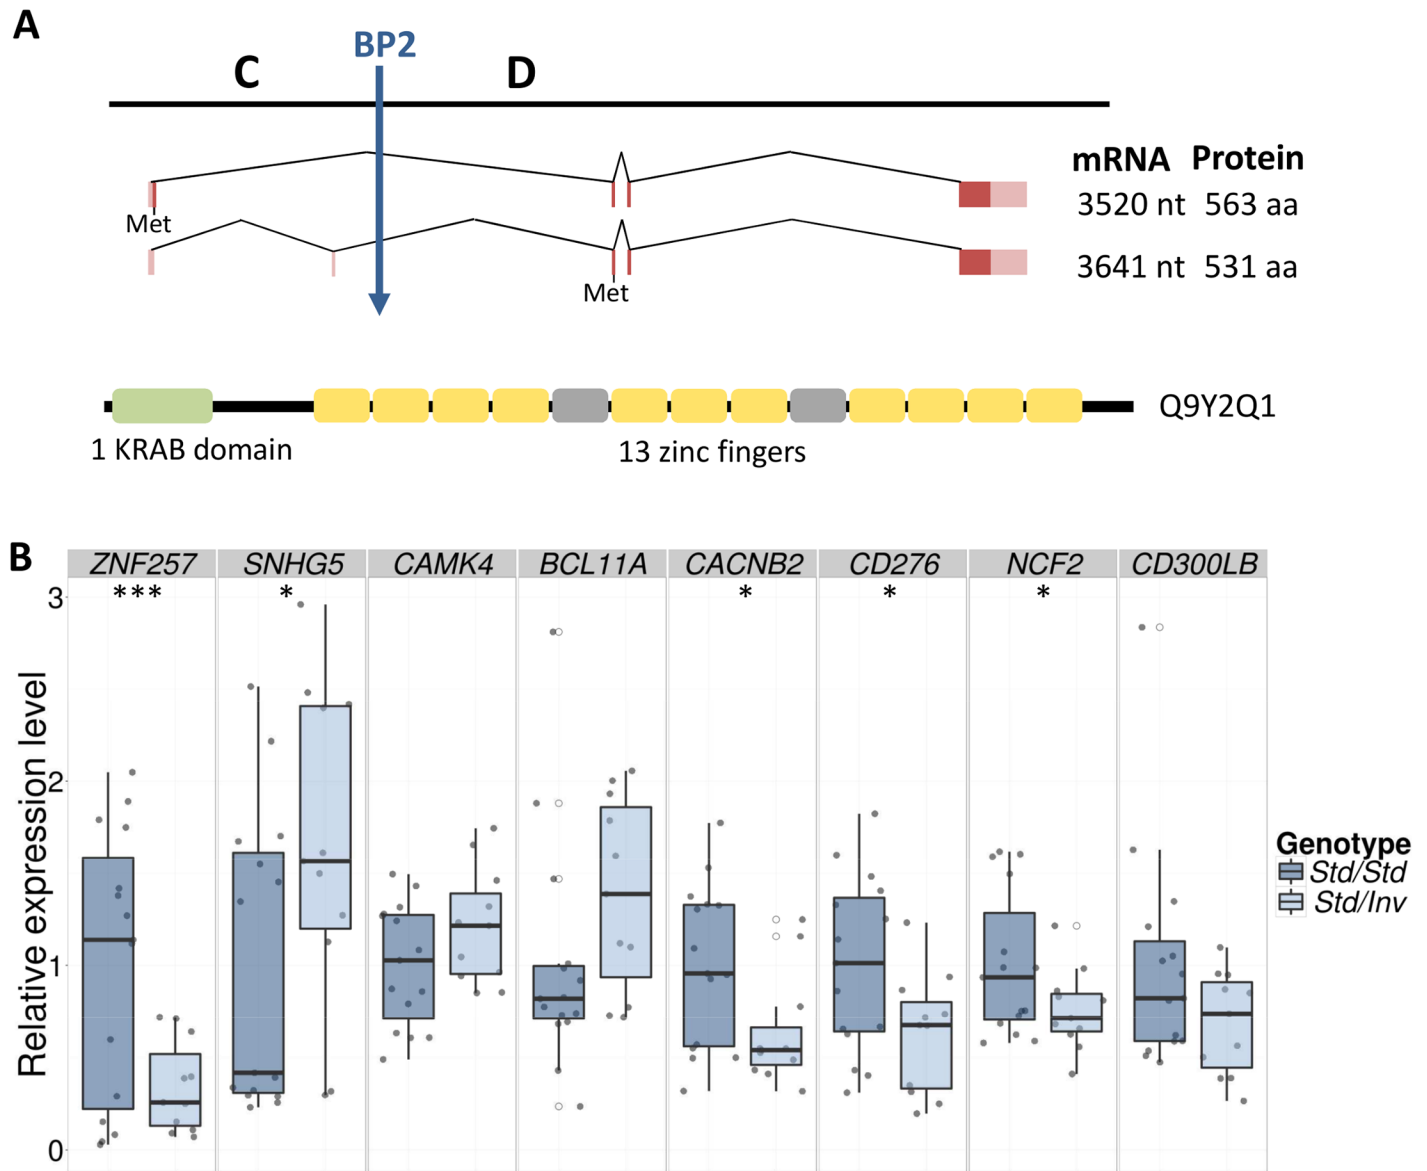 A
BP2
C D
mRNA Protein
3520 nt 563 aa
Met
3641 nt 531 aa
Met
Q9Y2Q1
1 KRAB domain 13 zinc fingers
B
ZNF257 SNHG5 CAMK4 BCL11A CACNB2 CD276 NCF2 CD300LB
*** * * * *
3
2
1
0
Relative expression level
Genotype
Std/Std
Std/Inv